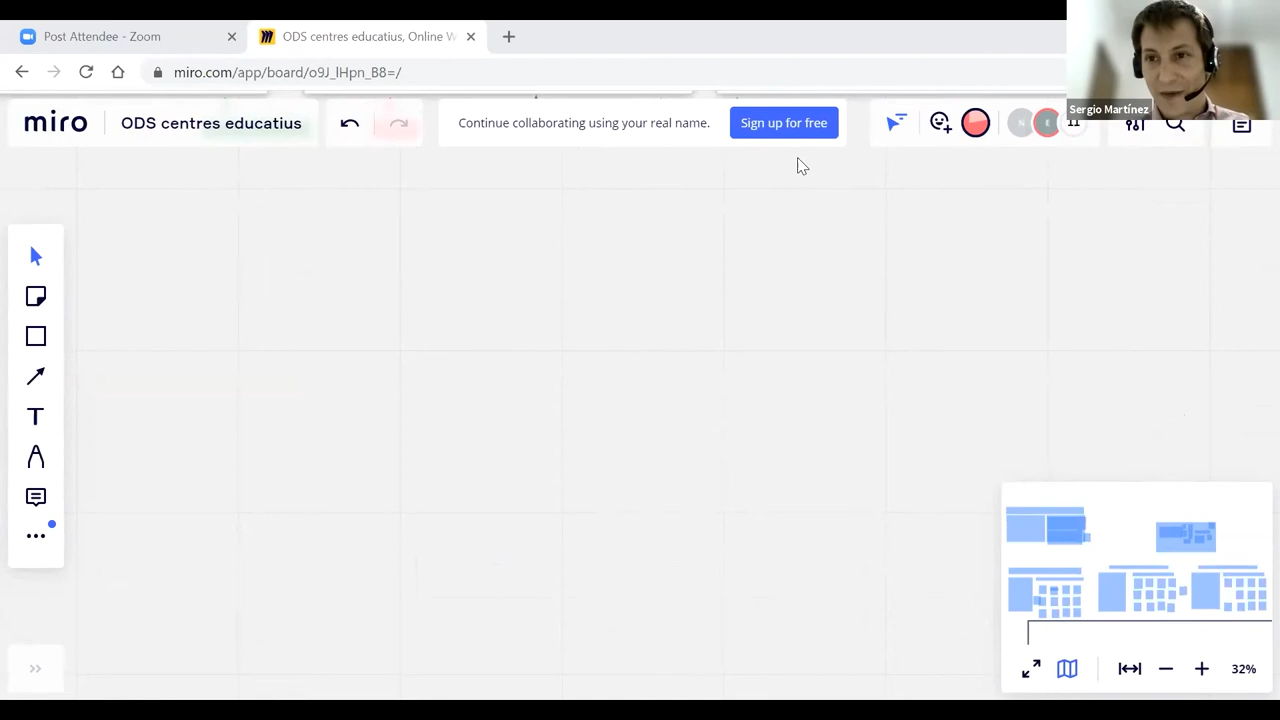 Post Attendee - Zoom
ODS centres educatius, Online W
miro.com/app/board/o9J_lHpn_B8=/
Sergio Martínez
miro
ODS centres educatius
Continue collaborating using your real name.
Sign up for free
N
E
11
T
32%